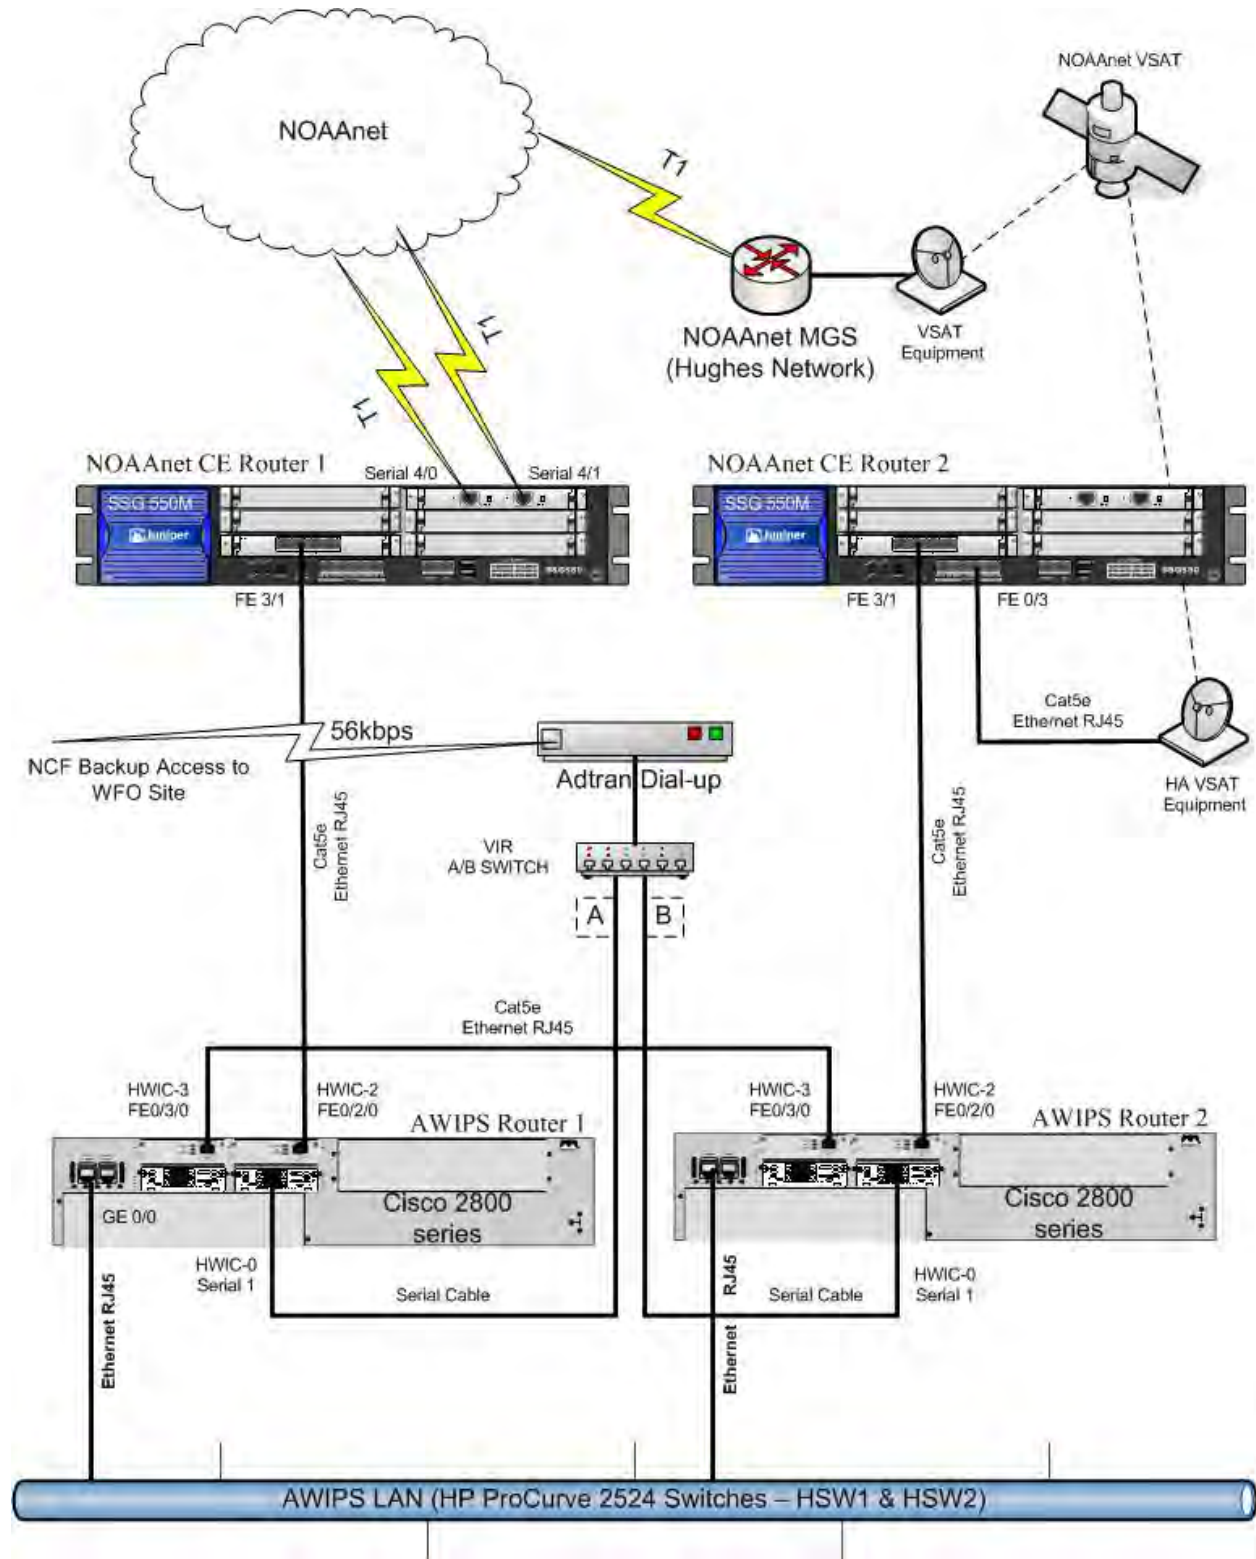 NOAAnet VSAT
NOAAnet
T1
NOAAnet MGS
(Hughes Network)
VSAT
Equipment
T1
T1
NOAAnet CE Router 1
Serial 4/0
Serial 4/1
NOAAnet CE Router 2
SSG 550M
Juniper
SSG550
SSG 550M
Juniper
SSG550
FE 3/1
FE 3/1
FE 0/3
Cat5e
Ethernet RJ45
HA VSAT
Equipment
56kbps
NCF Backup Access to
WFO Site
Adtran Dial-up
Cat5e
Ethernet RJ45
VIR
A/B SWITCH
Cat5e
Ethernet RJ45
A
B
Cat5e
Ethernet RJ45
HWIC-3
FE0/3/0
HWIC-2
FE0/2/0
AWIPS Router 1
HWIC-3
FE0/3/0
HWIC-2
FE0/2/0
AWIPS Router 2
GE 0/0
Cisco 2800
series
Cisco 2800
series
HWIC-0
Serial 1
Serial Cable
Serial Cable
HWIC-0
Serial 1
Ethernet RJ45
Ethernet RJ45
AWIPS LAN (HP ProCurve 2524 Switches – HSW1 & HSW2)